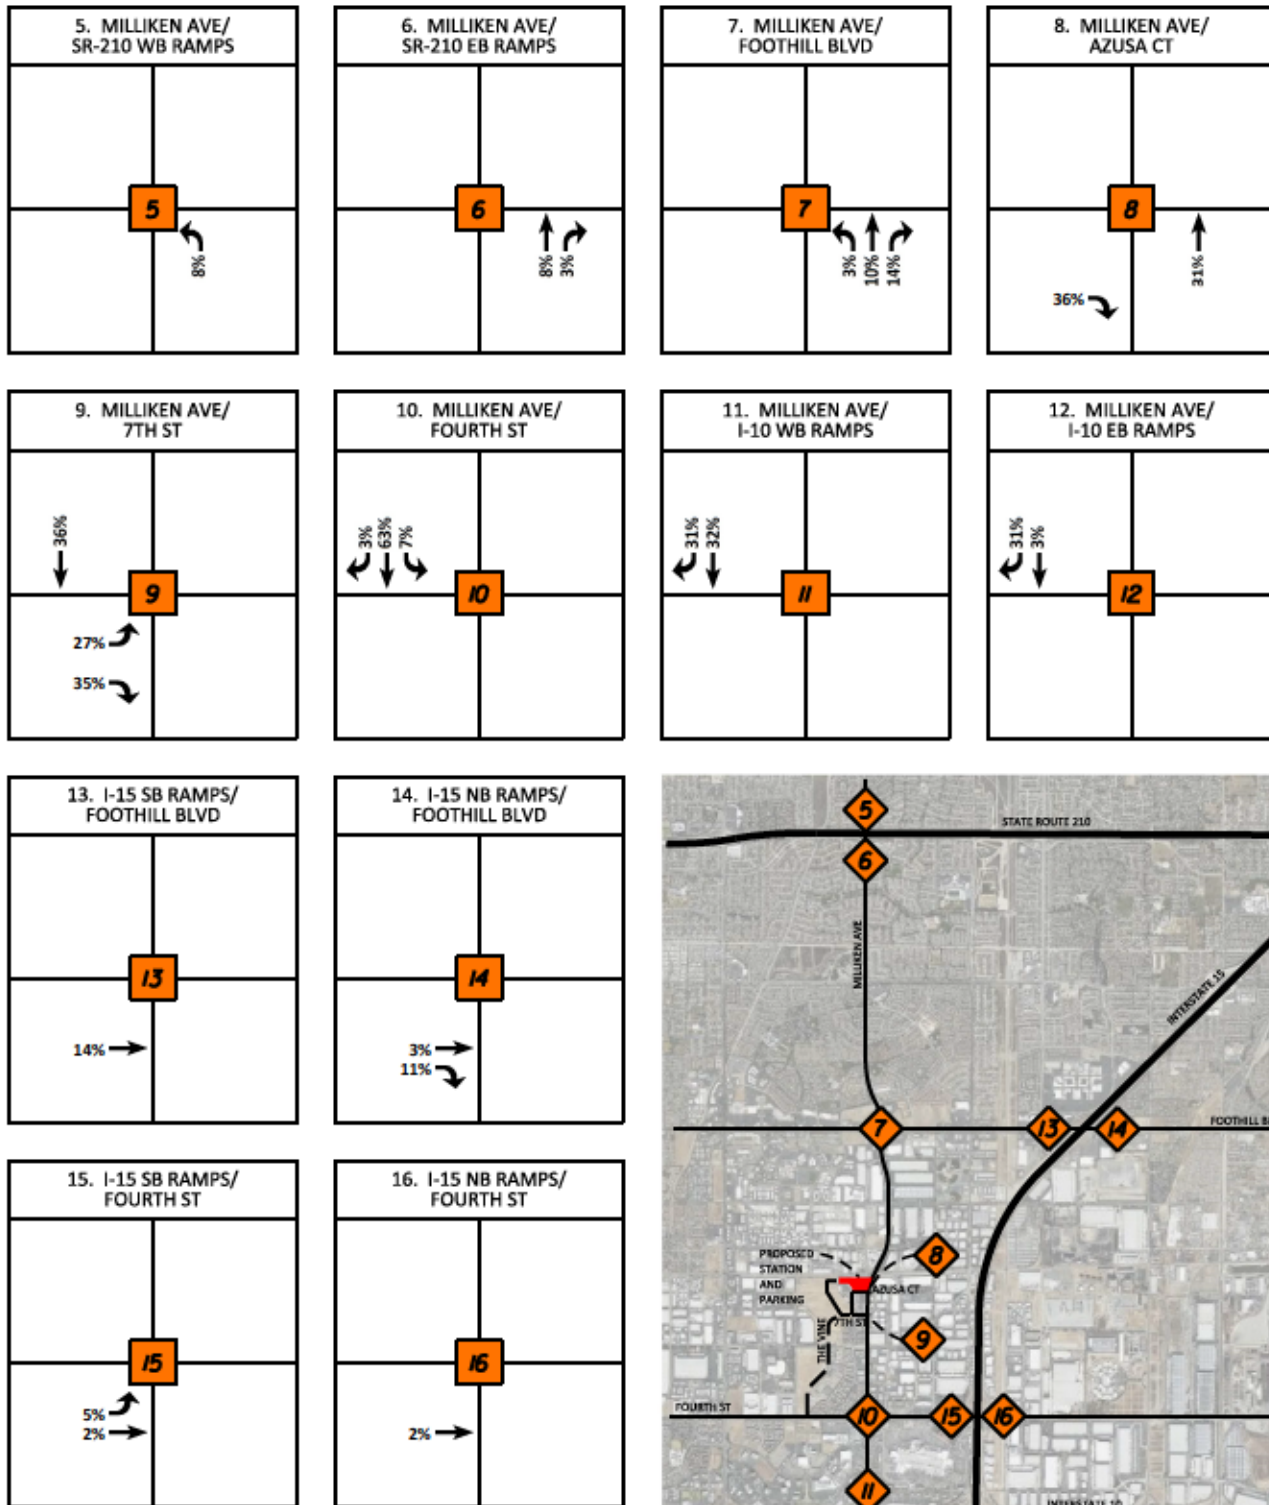 5. MILLIKEN AVE/
SR-210 WB RAMPS
5
8%
6. MILLIKEN AVE/
SR-210 EB RAMPS
6
8%
3%
7. MILLIKEN AVE/
FOOTHILL BLVD
7
3%
10%
14%
8. MILLIKEN AVE/
AZUSA CT
8
31%
36%
9. MILLIKEN AVE/
7TH ST
36%
9
27%
35%
10. MILLIKEN AVE/
FOURTH ST
3%
63%
7%
10
11. MILLIKEN AVE/
I-10 WB RAMPS
31%
32%
11
12. MILLIKEN AVE/
I-10 EB RAMPS
31%
3%
12
13. I-15 SB RAMPS/
FOOTHILL BLVD
13
14%
14. I-15 NB RAMPS/
FOOTHILL BLVD
14
3%
11%
15. I-15 SB RAMPS/
FOURTH ST
15
5%
2%
16. I-15 NB RAMPS/
FOURTH ST
16
2%
5
STATE ROUTE 210
6
MILLIKEN AVE
INTERSTATE 15
7
13
14
FOOTHILL B
PROPOSED
STATION
AND
PARKING
8
AZUSA CT
7TH ST
9
THE VINE
FOURTH ST
10
15
16
11
INTERSTATE 10